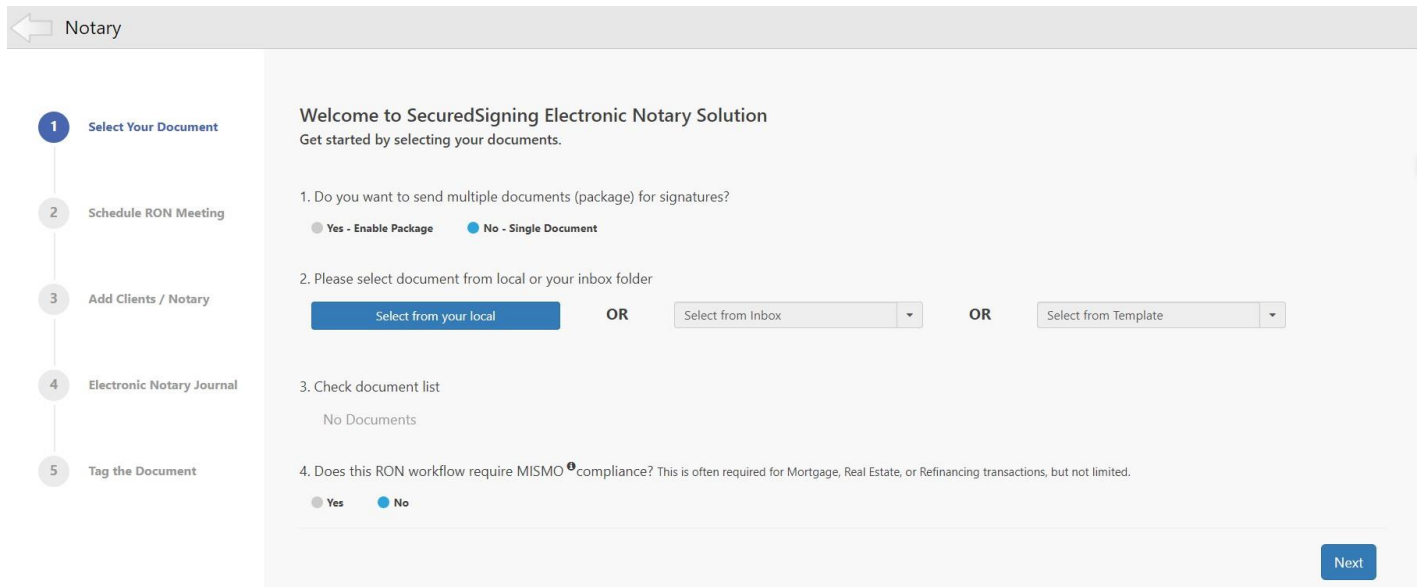 Notary
1
Select Your Document
2
Schedule RON Meeting
3
Add Clients / Notary
4
Electronic Notary Journal
5
Tag the Document
Welcome to SecuredSigning Electronic Notary Solution
Get started by selecting your documents.
1. Do you want to send multiple documents (package) for signatures?
Yes - Enable Package No - Single Document
2. Please select document from local or your inbox folder
Select from your local OR Select from Inbox OR Select from Template
3. Check document list
No Documents
4. Does this RON workflow require MISMO compliance? This is often required for Mortgage, Real Estate, or Refinancing transactions, but not limited.
Yes No
Next